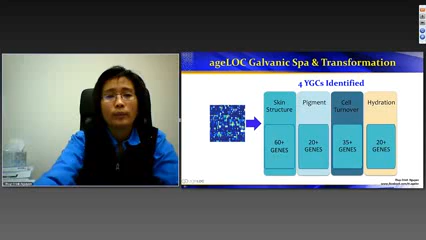 ageLOC Galvanic Spa & Transformation
4 YGCs Identified
Skin
Structure
Pigment
Cell
Turnover
Hydration
60+
GENES
20+
GENES
35+
GENES
20+
GENES